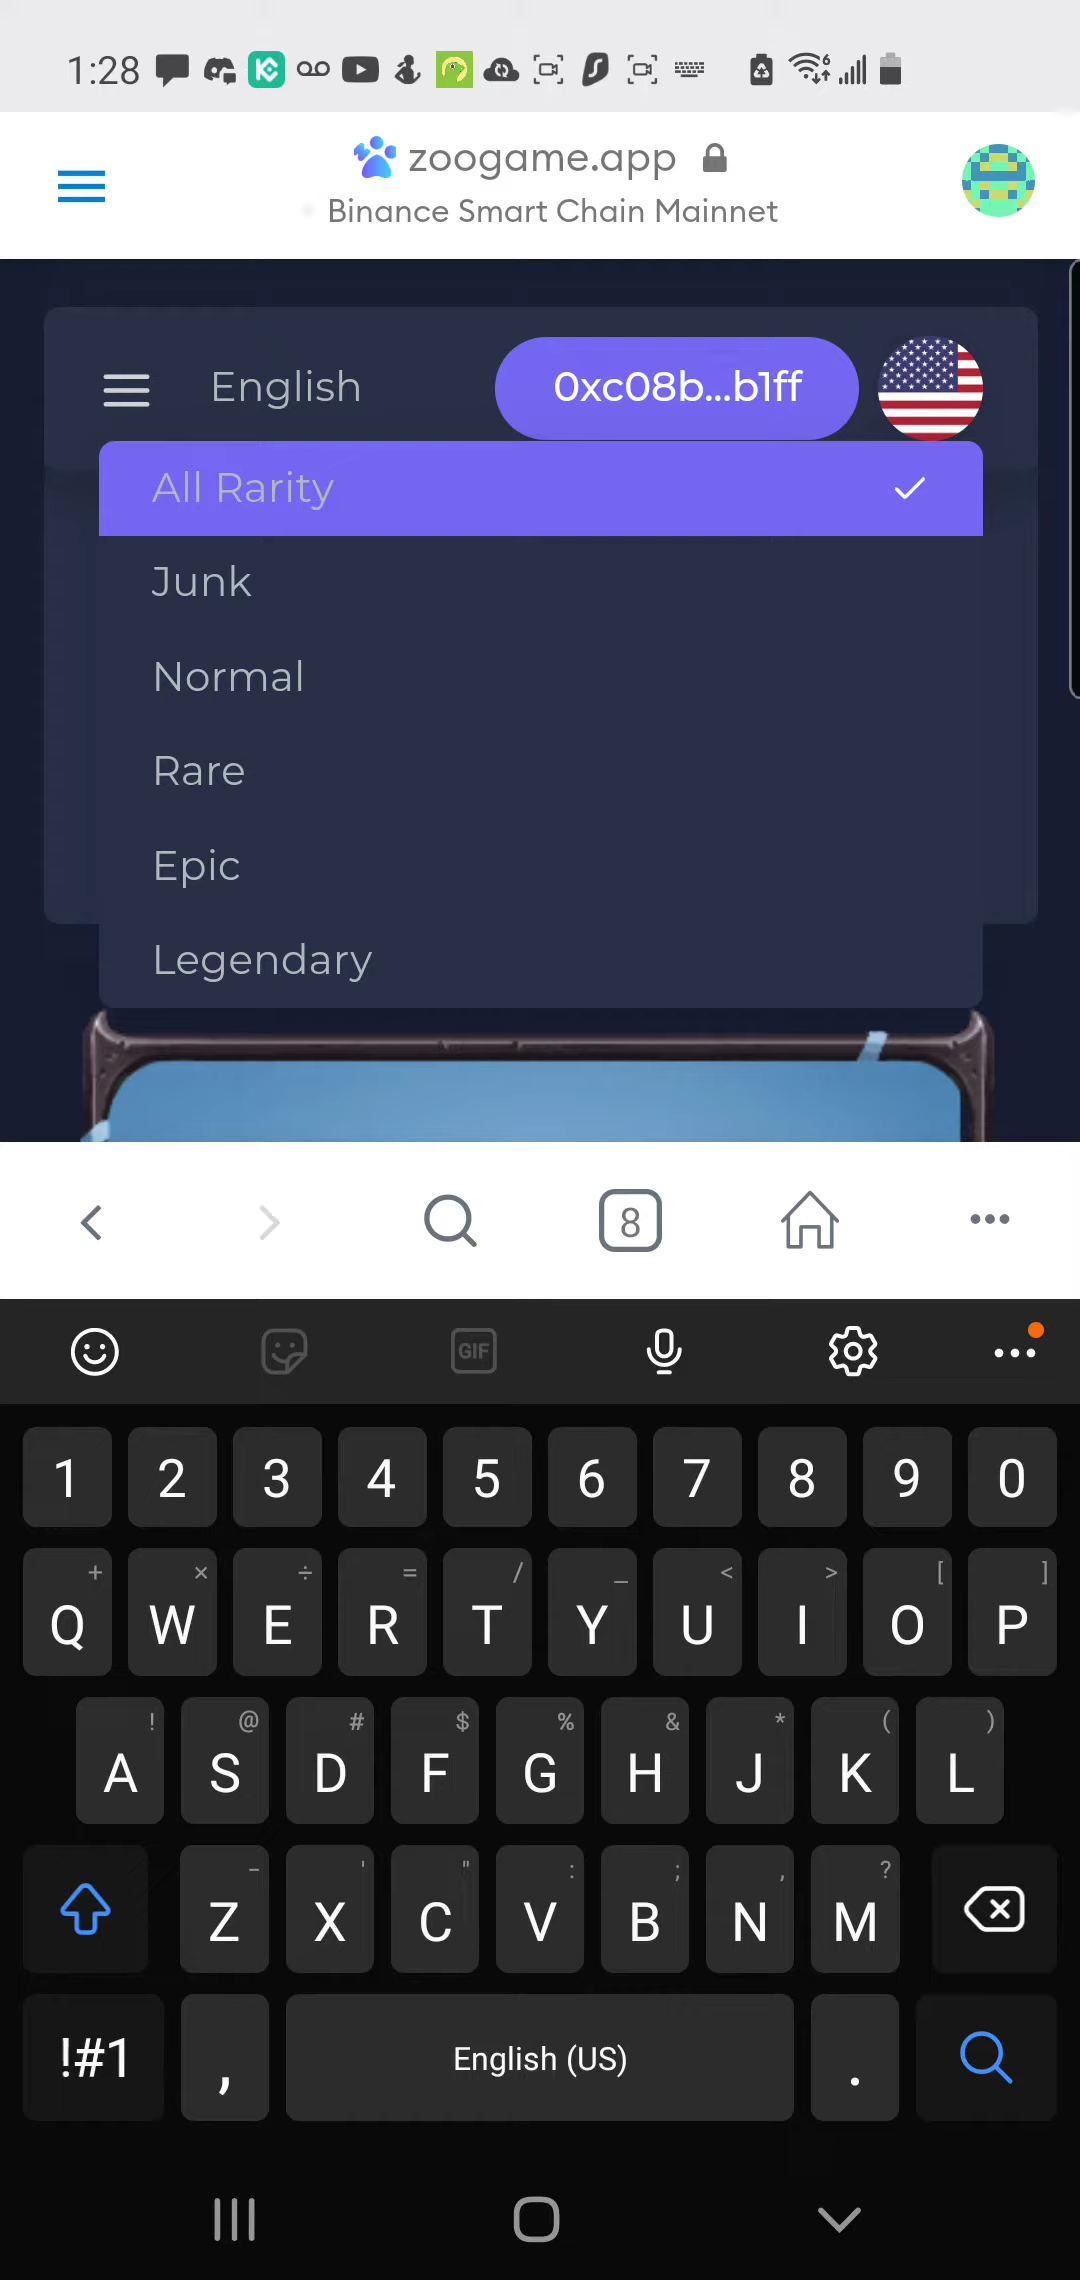 1:28
zoogame.app
Binance Smart Chain Mainnet
English 0xc08b...b1ff
All Rarity
Junk
Normal
Rare
Epic
Legendary
8
GIF
1 2 3 4 5 6 7 8 9 0
+ × ÷ = / _ < > [ ]
Q W E R T Y U I O P
! @ # $ % & * ( )
A S D F G H J K L
- ' " : ; , ?
Z X C V B N M
!#1 , English (US) .